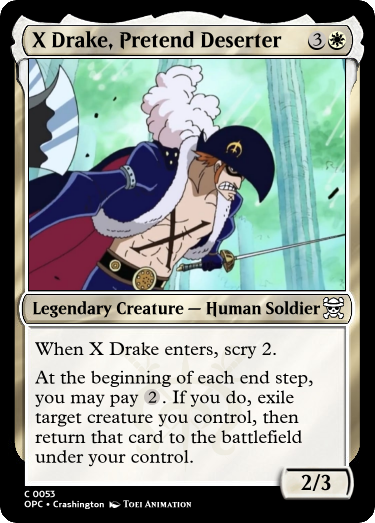 X Drake, Pretend Deserter 3
Legendary Creature — Human Soldier
When X Drake enters, scry 2.
At the beginning of each end step,
you may pay 2. If you do, exile
target creature you control, then
return that card to the battlefield
under your control.
2/3
C 0053
OPC • Crashington TOEI ANIMATION